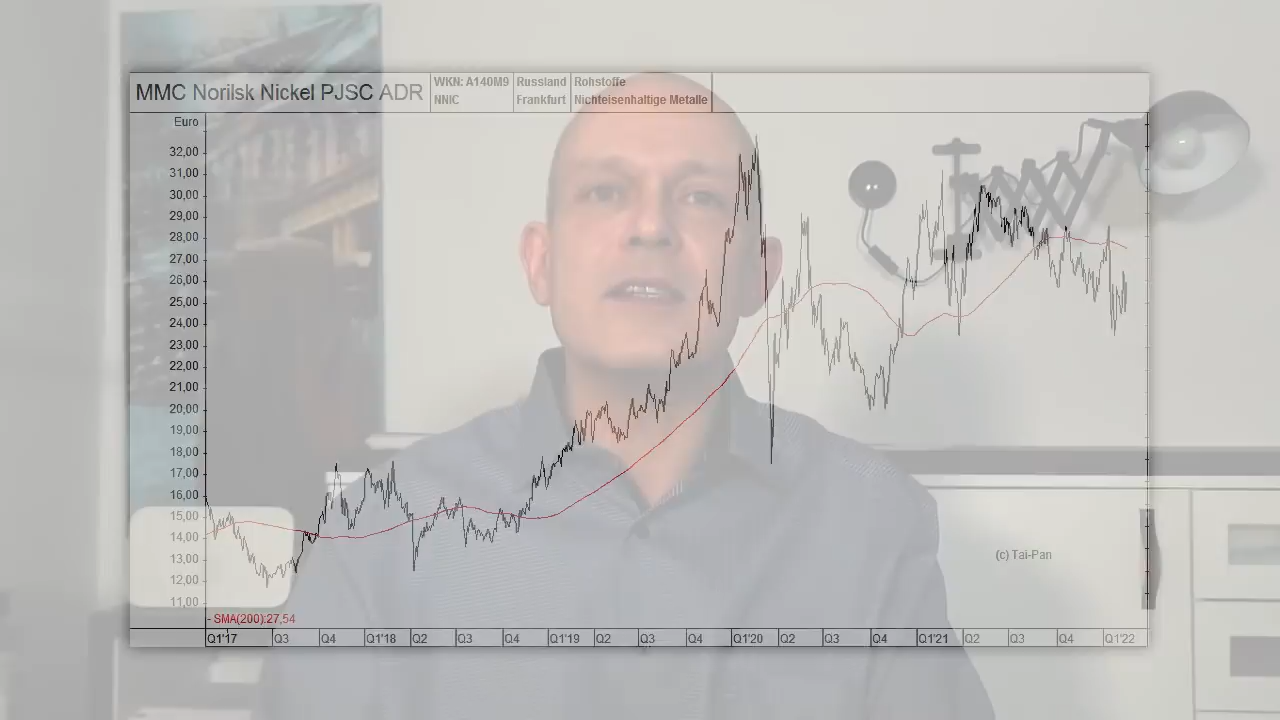 MMC Norilsk Nickel PJSC ADR
WKN: A140M9
NNIC
Russland
Frankfurt
Rohstoffe
Nichteisenhaltige Metalle
Euro
32,00
31,00
30,00
29,00
28,00
27,00
26,00
25,00
24,00
23,00
22,00
21,00
20,00
19,00
18,00
17,00
16,00
15,00
14,00
13,00
12,00
11,00
(c) Tai-Pan
- SMA(200):27,54
Q1'17 Q3 Q4 Q1'18 Q2 Q3 Q4 Q1'19 Q2 Q3 Q4 Q1'20 Q2 Q3 Q4 Q1'21 Q2 Q3 Q4 Q1'22